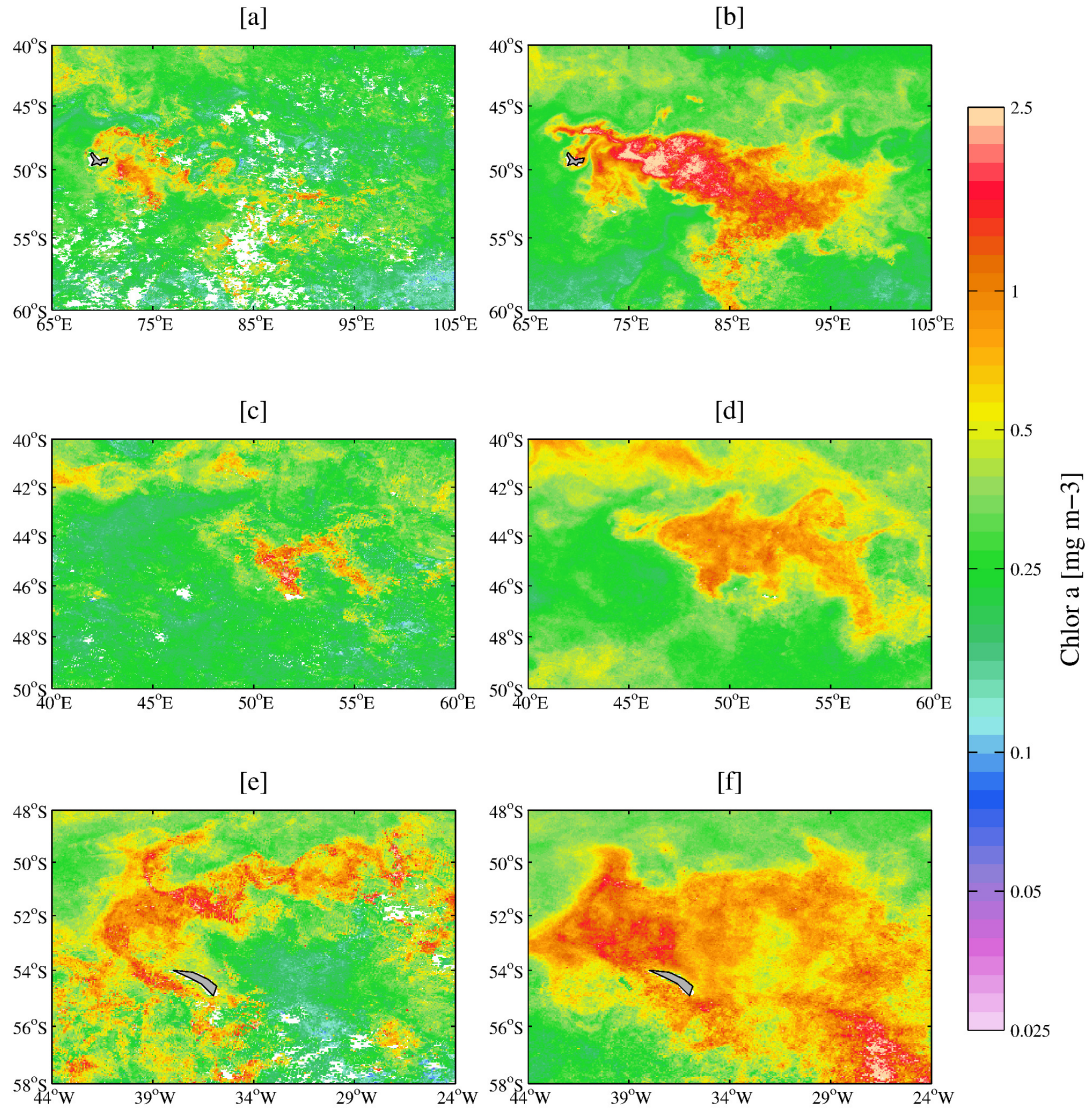 [a] [b]
40°S 40°S
45°S 45°S
50°S 50°S
55°S 55°S
60°S 60°S
65°E 75°E 85°E 95°E 105°E 65°E 75°E 85°E 95°E 105°E
[c] [d]
40°S 40°S
42°S 42°S
44°S 44°S
46°S 46°S
48°S 48°S
50°S 50°S
40°E 45°E 50°E 55°E 60°E 40°E 45°E 50°E 55°E 60°E
[e] [f]
48°S 48°S
50°S 50°S
52°S 52°S
54°S 54°S
56°S 56°S
58°S 58°S
44°W 39°W 34°W 29°W 24°W 44°W 39°W 34°W 29°W 24°W
2.5
1
0.5
0.25
0.1
0.05
0.025
Chlor a [mg m−3]